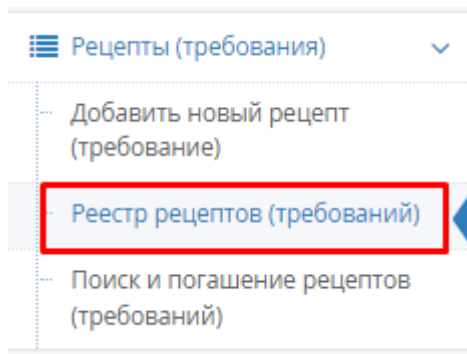 Рецепты (требования)
Добавить новый рецепт
(требование)
Реестр рецептов (требований)
Поиск и погашение рецептов
(требований)